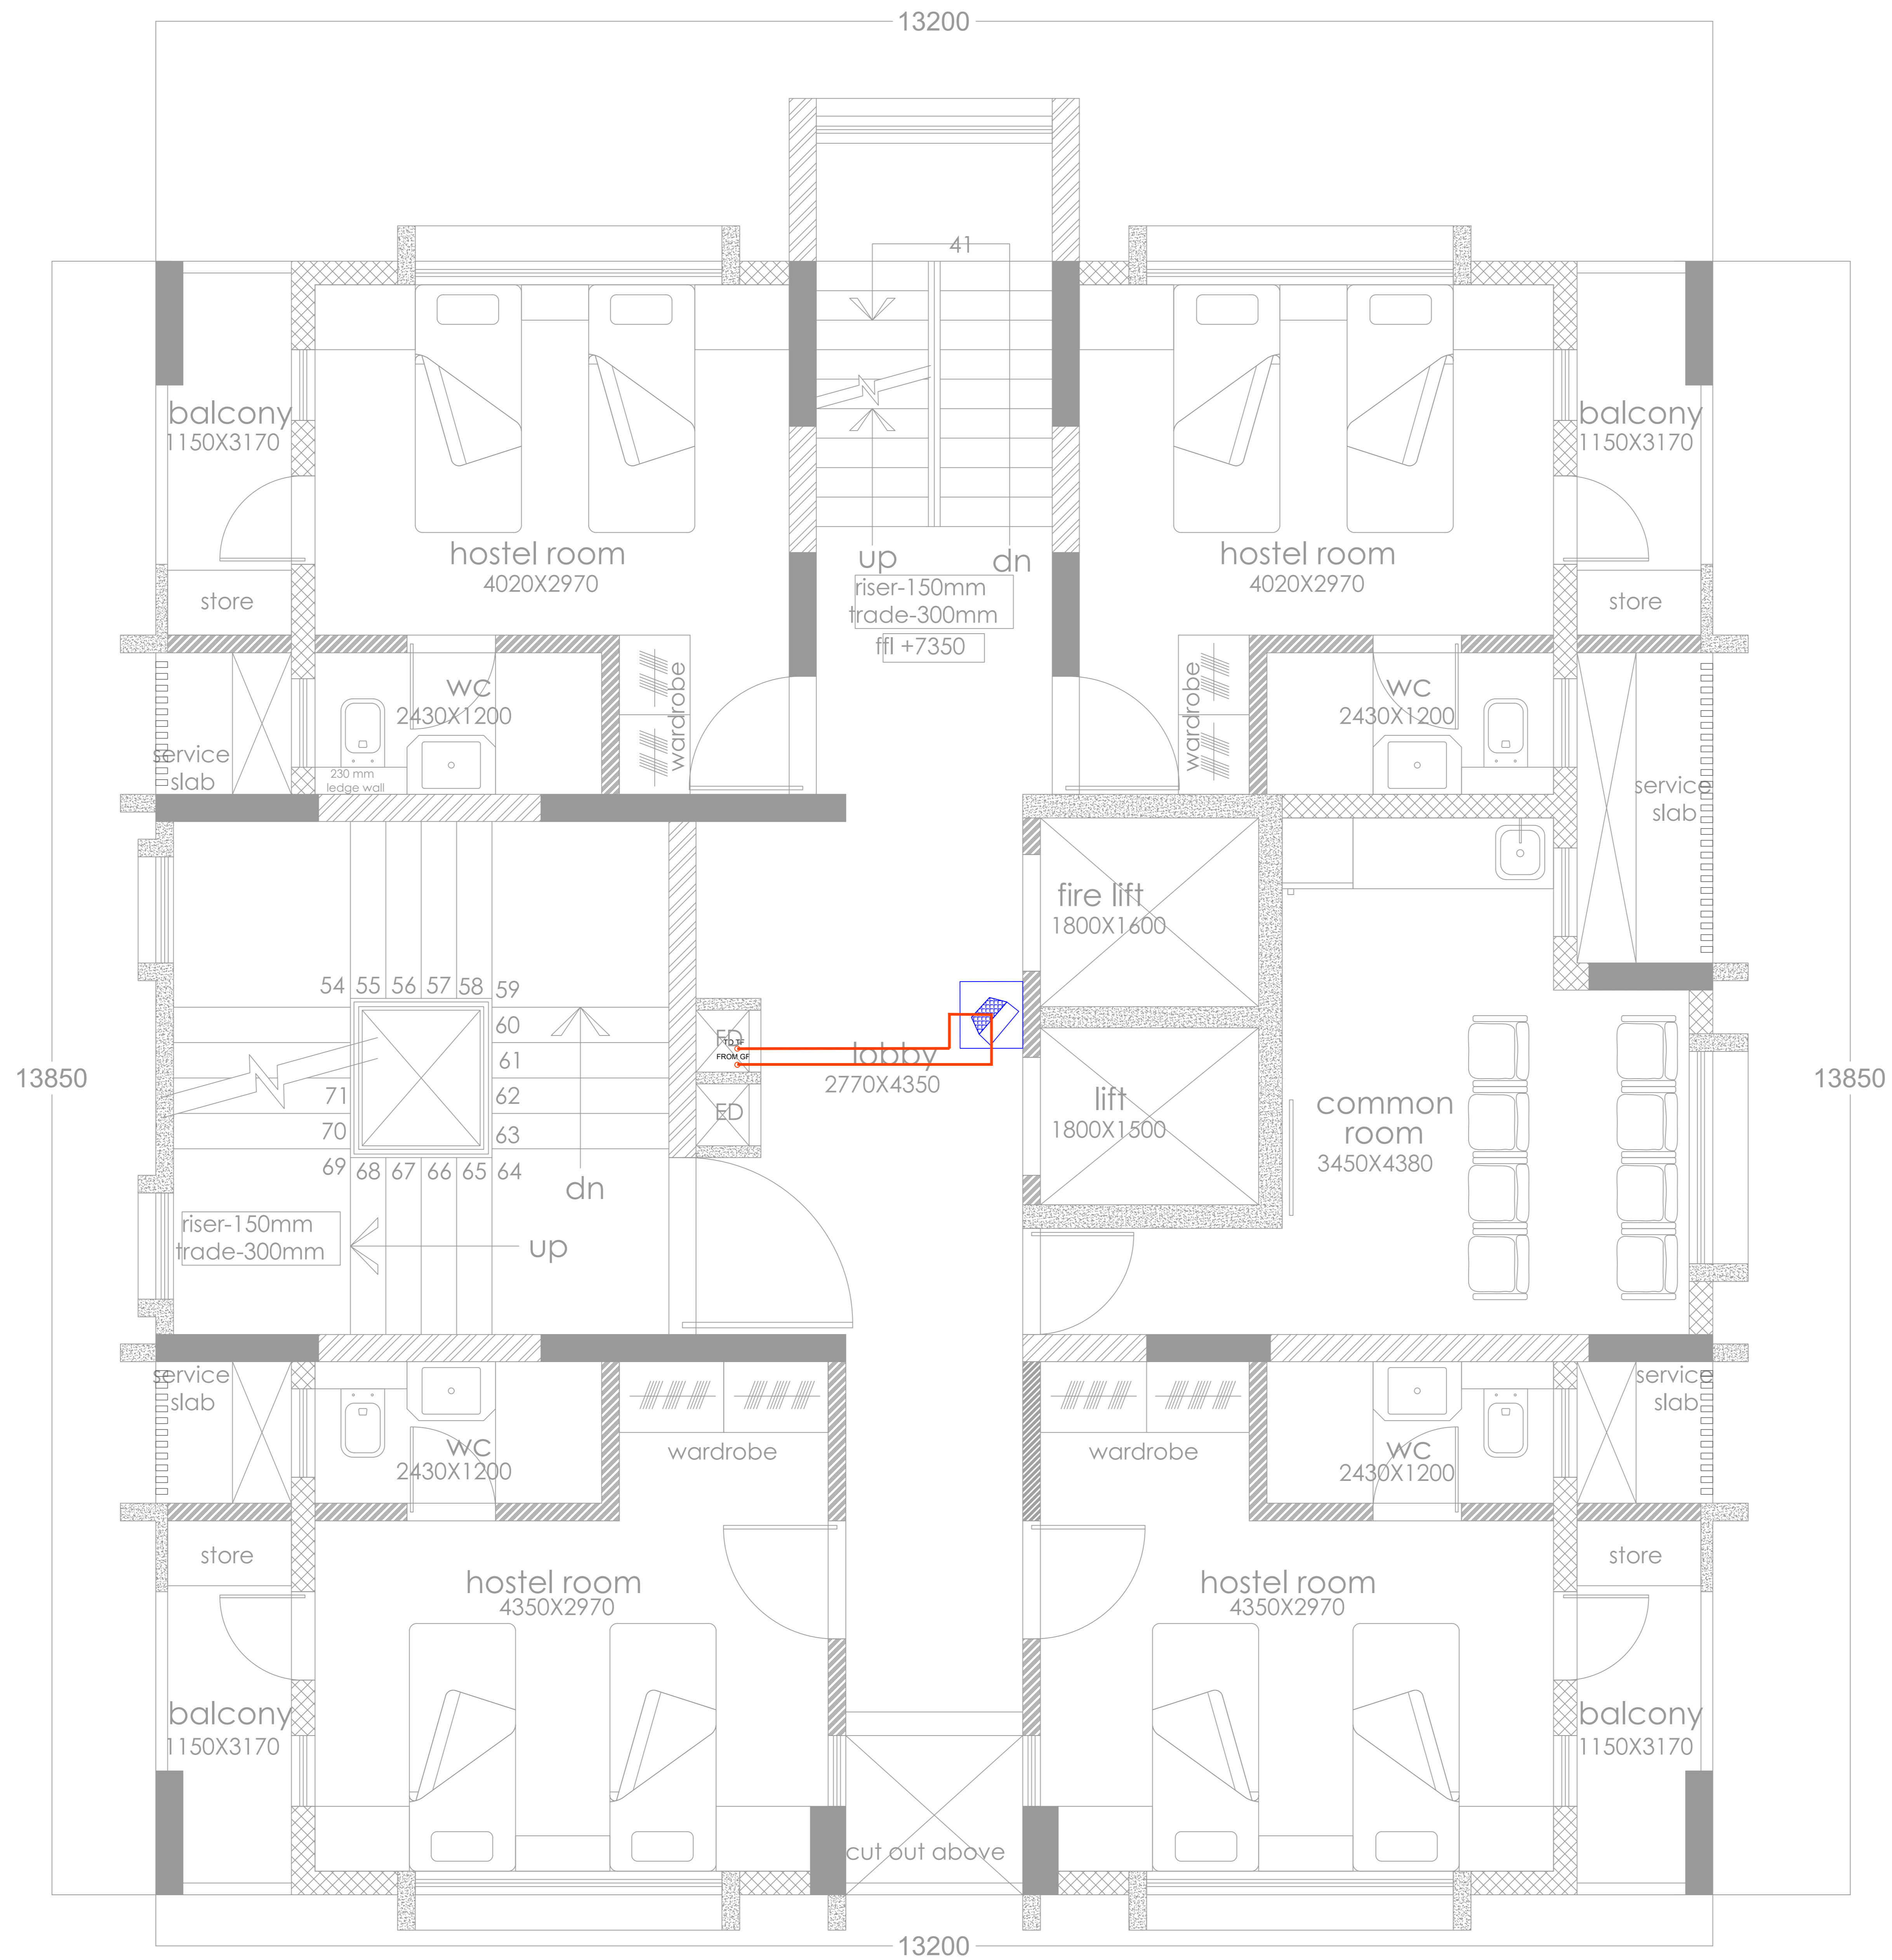 13200
41
balcony
1150X3170
balcony
1150X3170
hostel room
4020X2970
up
dn
hostel room
4020X2970
riser-150mm
trade-300mm
store
store
ffl +7350
wc
2430X1200
wardrobe
wardrobe
wc
2430X1200
service
slab
230 mm
ledge wall
service
slab
fire lift
1800X1600
54
55
56
57
58
59
60
61
62
63
64
71
70
69
68
67
66
65
FD
TO TF
FROM GF
lobby
2770X4350
ED
13850
13850
lift
1800X1500
common
room
3450X4380
dn
riser-150mm
trade-300mm
up
service
slab
service
slab
wc
2430X1200
wardrobe
wardrobe
wc
2430X1200
store
store
hostel room
4350X2970
hostel room
4350X2970
balcony
1150X3170
balcony
1150X3170
cut out above
13200